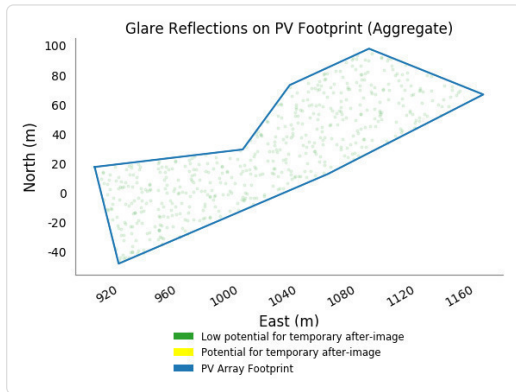 Glare Reflections on PV Footprint (Aggregate)
100
80
60
40
20
0
-20
-40
North (m)
920
960
1000
1040
1080
1120
1160
East (m)
Low potential for temporary after-image
Potential for temporary after-image
PV Array Footprint